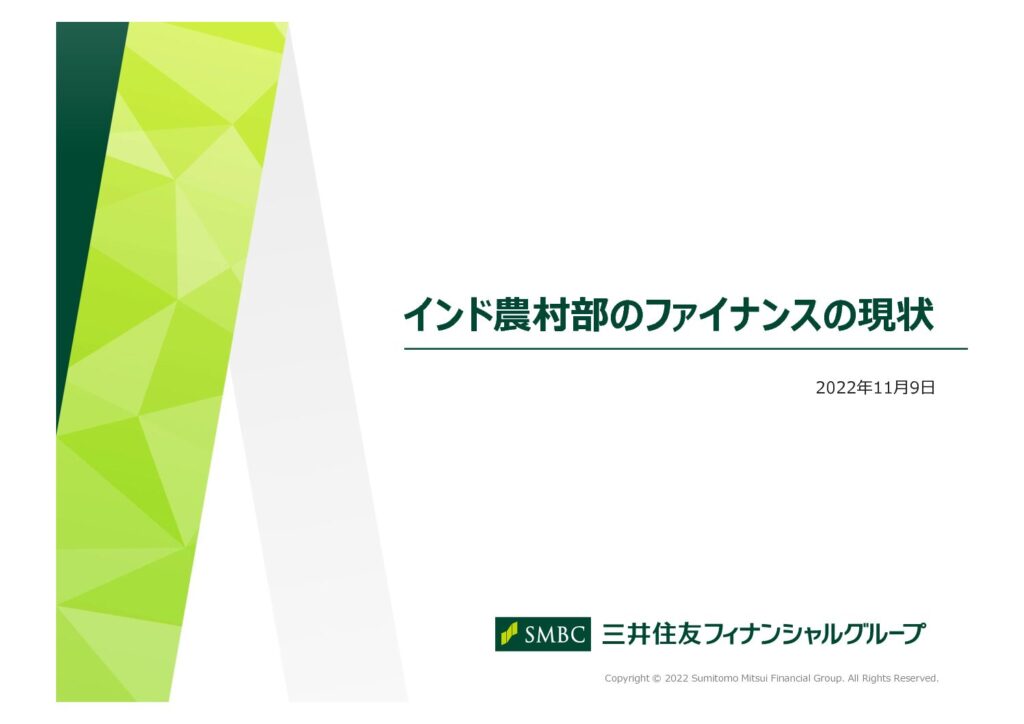 インド農村部のファイナンスの現状
2022年11月9日
SMBC 三井住友フィナンシャルグループ
Copyright © 2022 Sumitomo Mitsui Financial Group. All Rights Reserved.